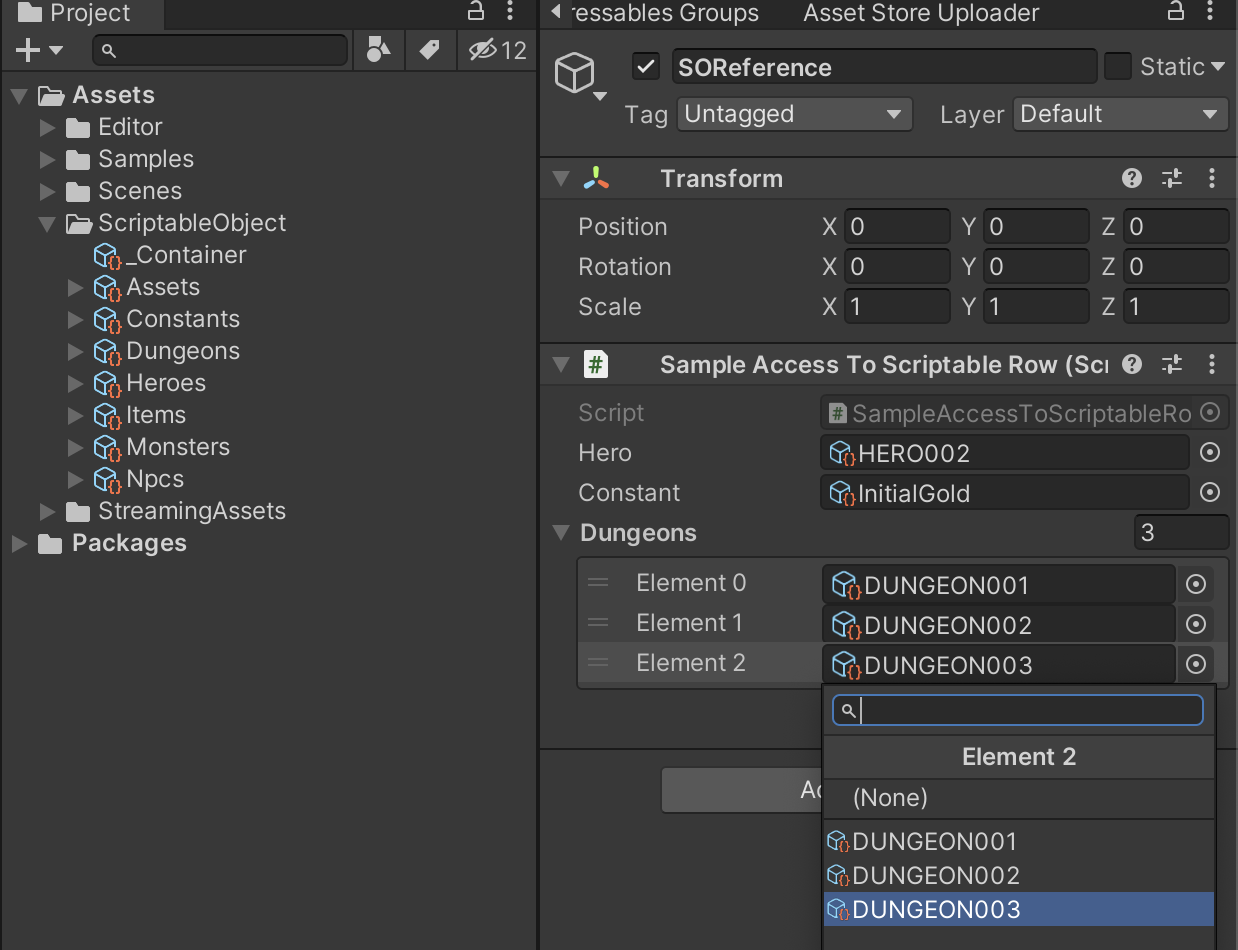 Project
12
Assets
Editor
Samples
Scenes
ScriptableObject
_Container
Assets
Constants
Dungeons
Heroes
Items
Monsters
Npcs
StreamingAssets
Packages
ressables Groups Asset Store Uploader
SOReference Static
Tag Untagged Layer Default
Transform
Position X 0 Y 0 Z 0
Rotation X 0 Y 0 Z 0
Scale X 1 Y 1 Z 1
# Sample Access To Scriptable Row (Scr
Script # SampleAccessToScriptableRo
Hero HERO002
Constant InitialGold
Dungeons 3
Element 0 DUNGEON001
Element 1 DUNGEON002
Element 2 DUNGEON003
Element 2
(None)
Ad
DUNGEON001
DUNGEON002
DUNGEON003